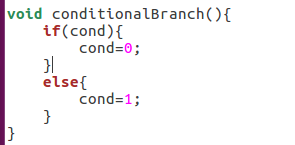 void conditionalBranch(){
    if(cond){
        cond=0;
    }
    else{
        cond=1;
    }
}